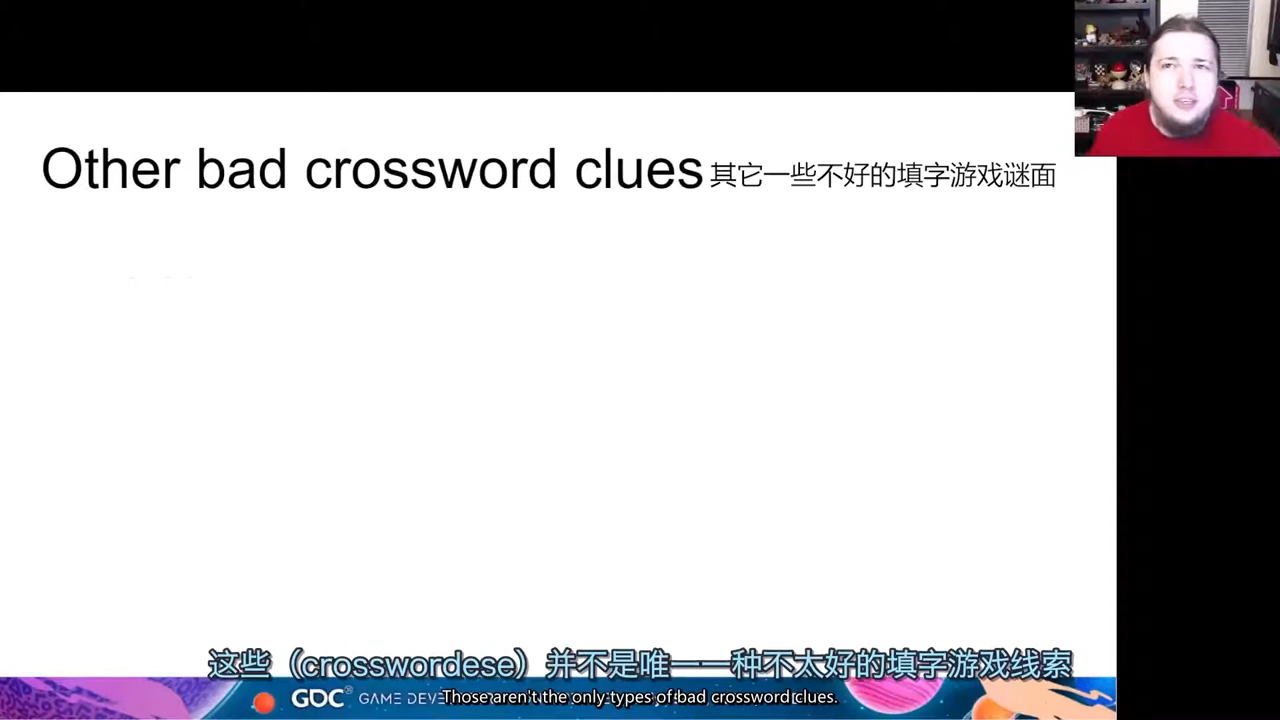 Other bad crossword clues 其它一些不好的填字游戏谜面
这些（crosswordese）并不是唯一一种不太好的填字游戏线索
GDC GAME DEVE
Those aren't the only types of bad crossword clues.